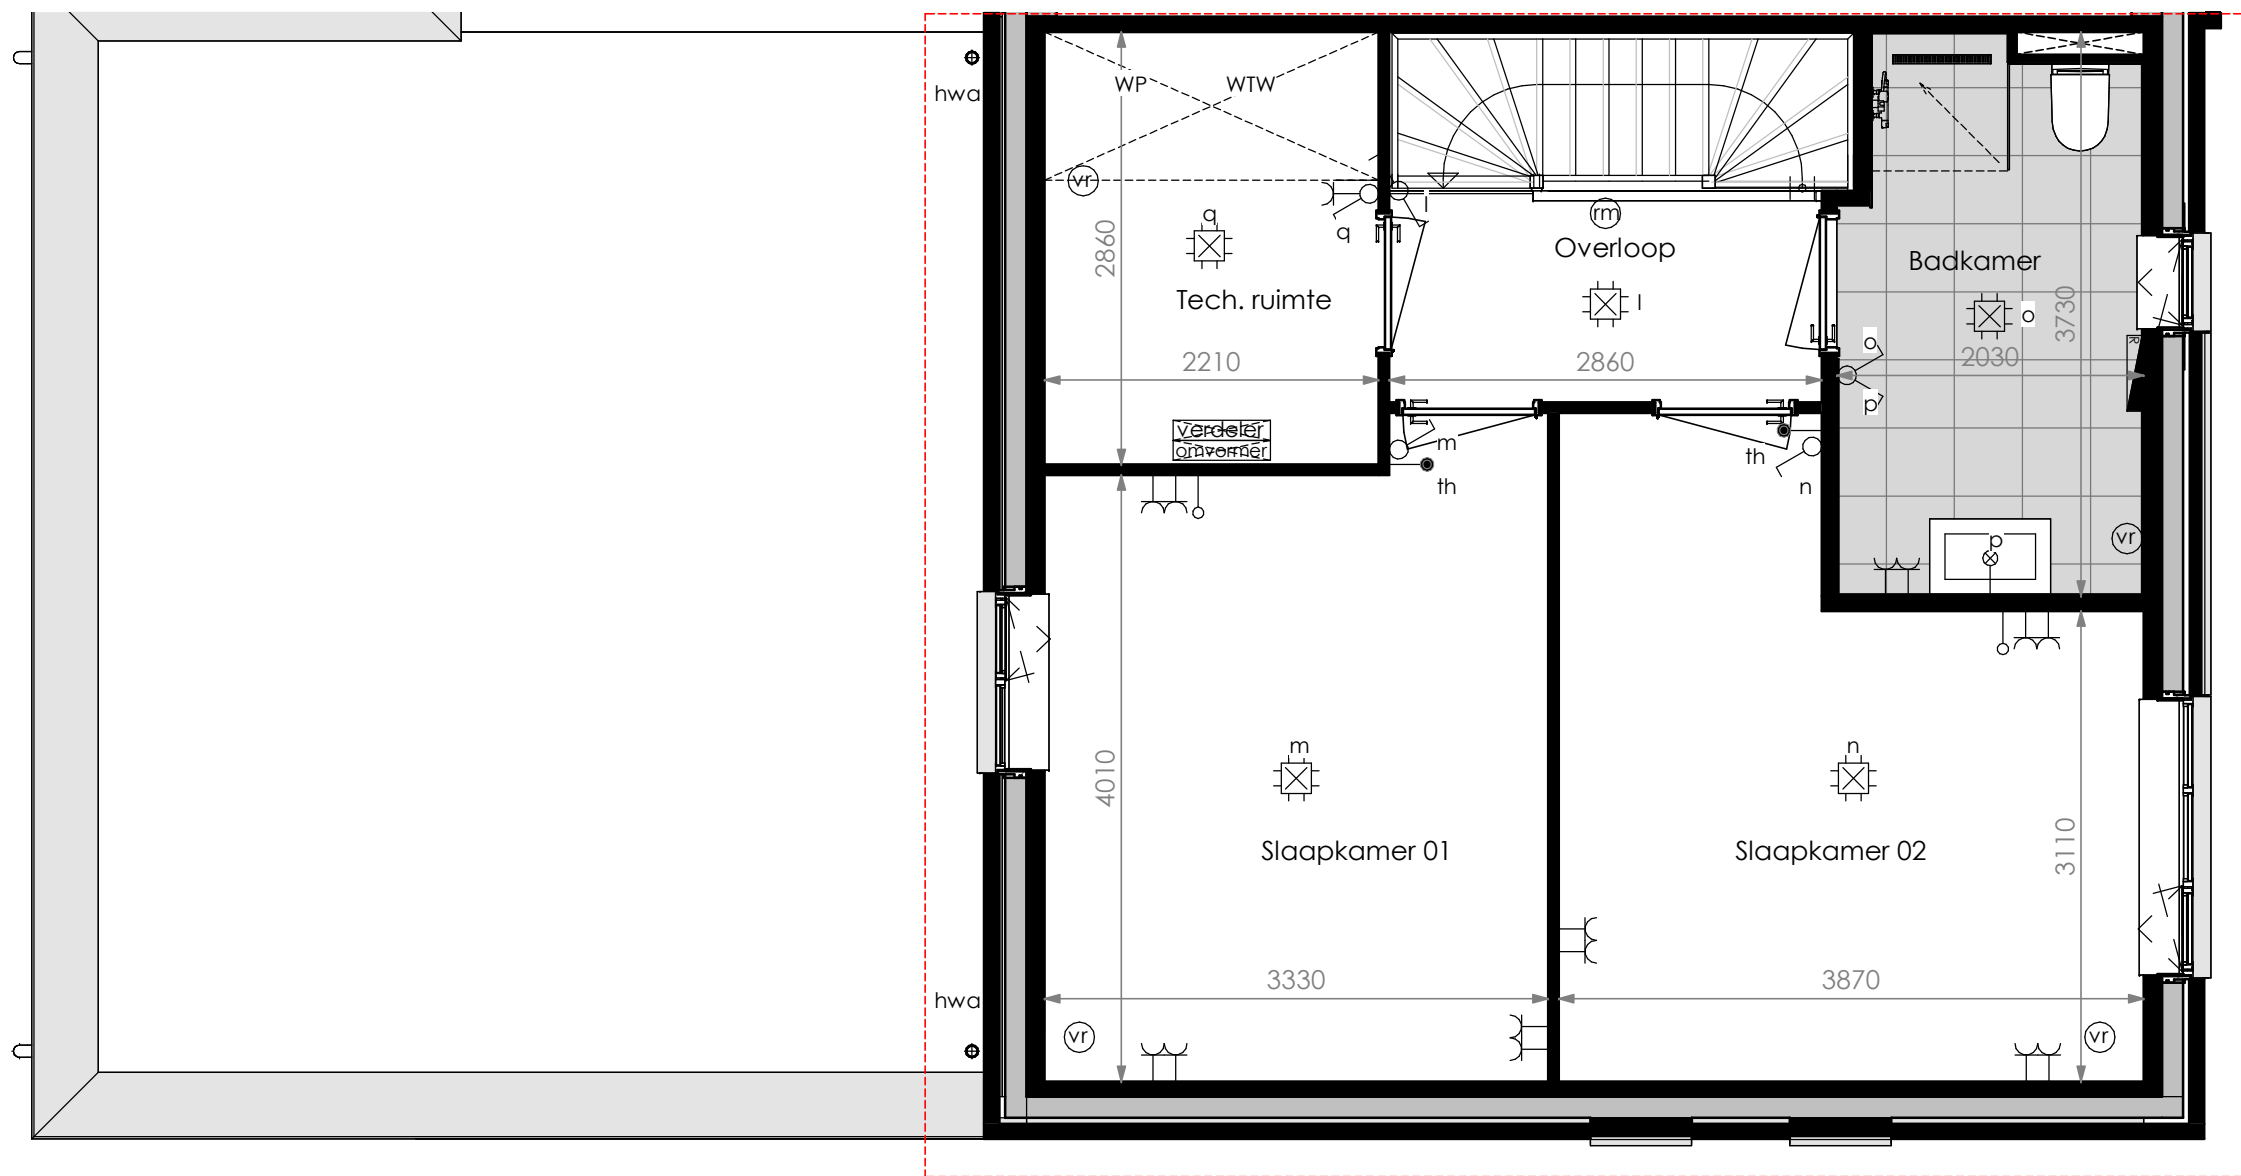 WP
WTW
hwa
vr
l
q
q
rm
2860
Overloop
Badkamer
Tech. ruimte
l
o
3730
o
2210
2860
2030
R
p
verdeler
omvormer
m
th
th
n
p
vr
4010
m
n
Slaapkamer 01
Slaapkamer 02
3110
3330
3870
hwa
vr
vr